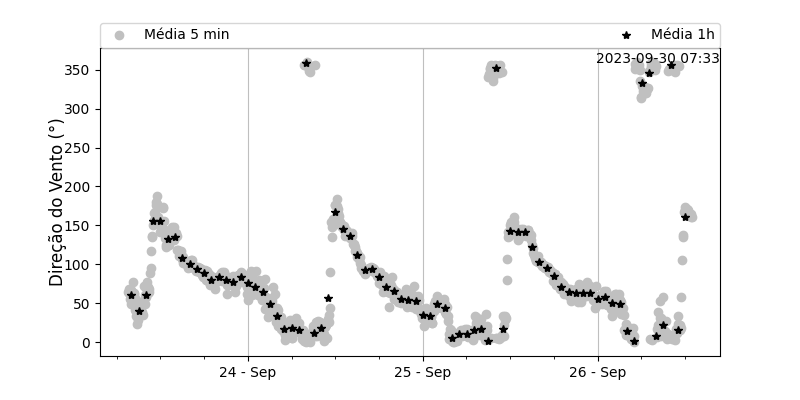 Média 5 min
Média 1h
2023-09-30 07:33
Direção do Vento (°)
350
300
250
200
150
100
50
0
24 - Sep
25 - Sep
26 - Sep